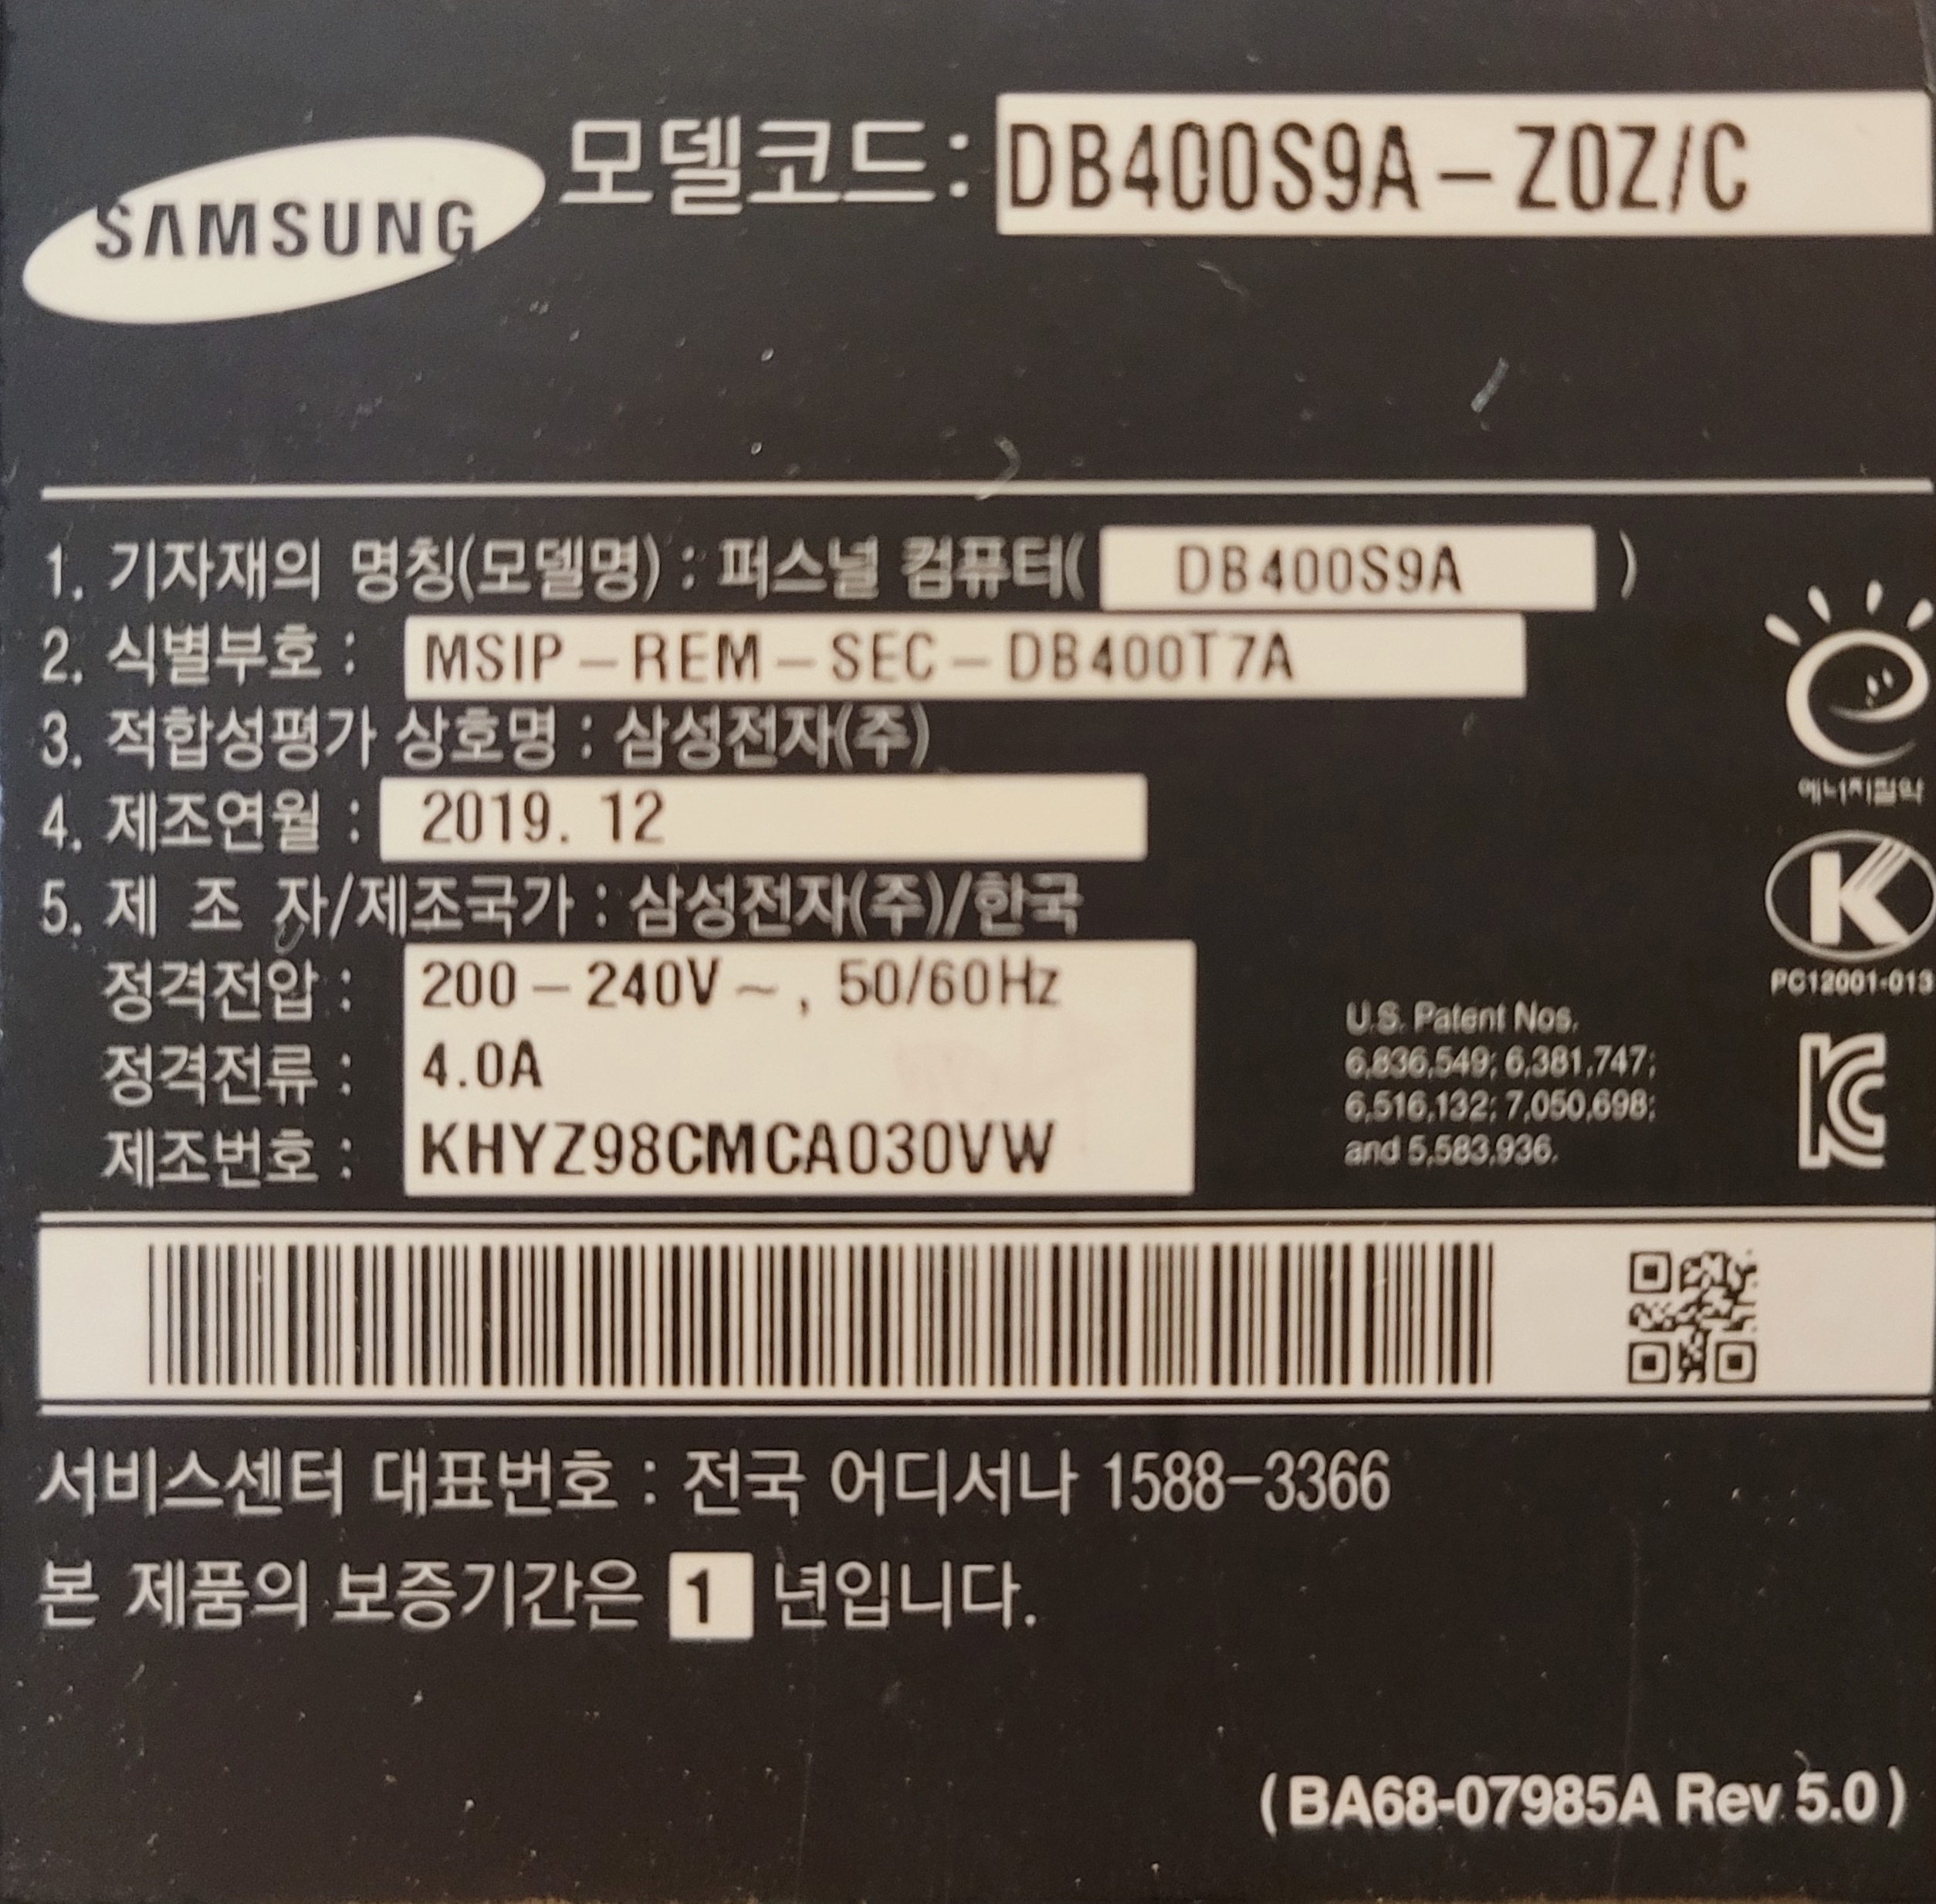 SAMSUNG 모델코드: DB400S9A-Z0Z/C
1. 기자재의 명칭(모델명) : 퍼스널 컴퓨터( DB400S9A )
2. 식별부호 : MSIP-REM-SEC-DB400T7A
3. 적합성평가 상호명 : 삼성전자(주)
4. 제조연월 : 2019. 12
에너지절약
5. 제 조 자/제조국가 : 삼성전자(주)/한국
정격전압 : 200-240V~, 50/60Hz
PC12001-013
정격전류 : 4.0A
제조번호 : KHYZ98CMCA030VW
U.S. Patent Nos.
6,836,549; 6,381,747;
6,516,132; 7,050,698;
and 5,583,936.
서비스센터 대표번호 : 전국 어디서나 1588-3366
본 제품의 보증기간은 1 년입니다.
(BA68-07985A Rev 5.0)